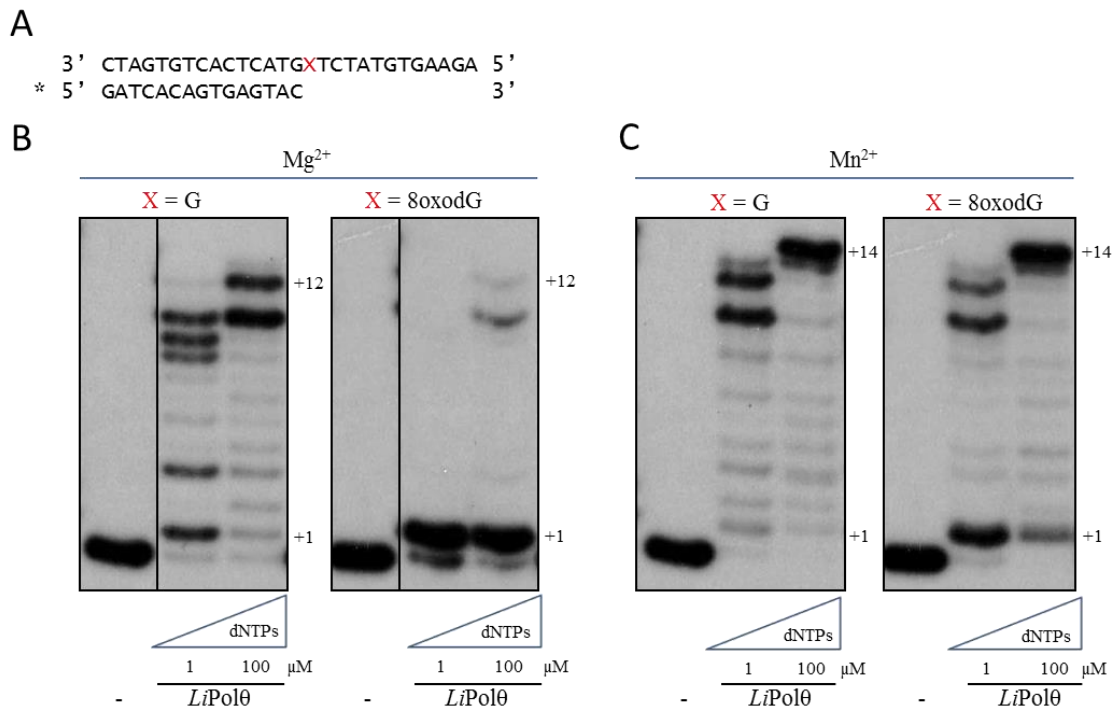 A
3’ CTAGTGTCACTCATGXTCTATGTGAAGA 5’
* 5’ GATCACAGTGAGTAC 3’
B
Mg²⁺
X = G
X = 8oxodG
+12
+12
+1
+1
dNTPs
dNTPs
1 100
1 100 μM
- LiPolθ
- LiPolθ
C
Mn²⁺
X = G
X = 8oxodG
+14
+14
+1
+1
dNTPs
dNTPs
1 100 μM
1 100 μM
- LiPolθ
- LiPolθ